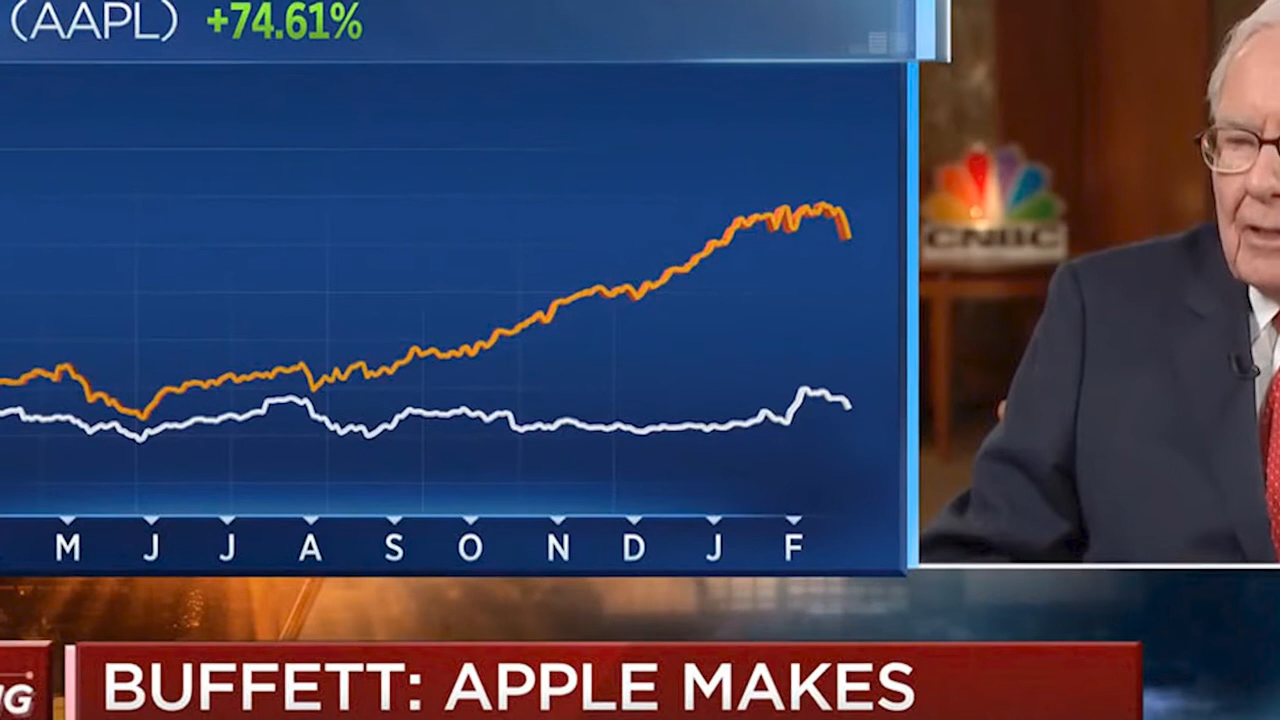 (AAPL) +74.61%
CNBC
M J J A S O N D J F
BUFFETT: APPLE MAKES